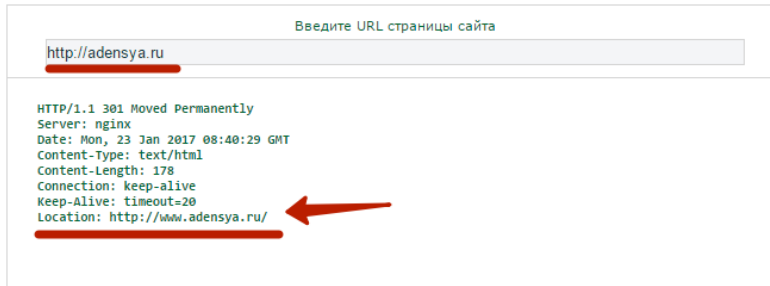 Введите URL страницы сайта
http://adensya.ru
HTTP/1.1 301 Moved Permanently
Server: nginx
Date: Mon, 23 Jan 2017 08:40:29 GMT
Content-Type: text/html
Content-Length: 178
Connection: keep-alive
Keep-Alive: timeout=20
Location: http://www.adensya.ru/